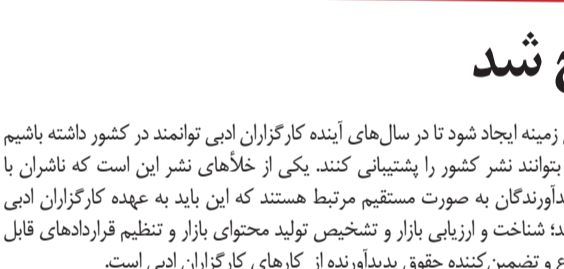 شد
زمینه ایجاد شود تا در سال‌های آینده کارگزاران ادبی توانمند در کشور داشته باشیم
بتوانند نشر کشور را پشتیبانی کنند. یکی از خلأهای نشر این است که ناشران با
به صورت مستقیم مرتبط هستند که این باید به عهده کارگزاران ادبی
شناخت و ارزیابی بازار و تشخیص تولید محتوای بازار و تنظیم قراردادهای قابل
و تضمین‌کننده حقوق پدیدآورنده از کارهای کارگزاران ادبی است.